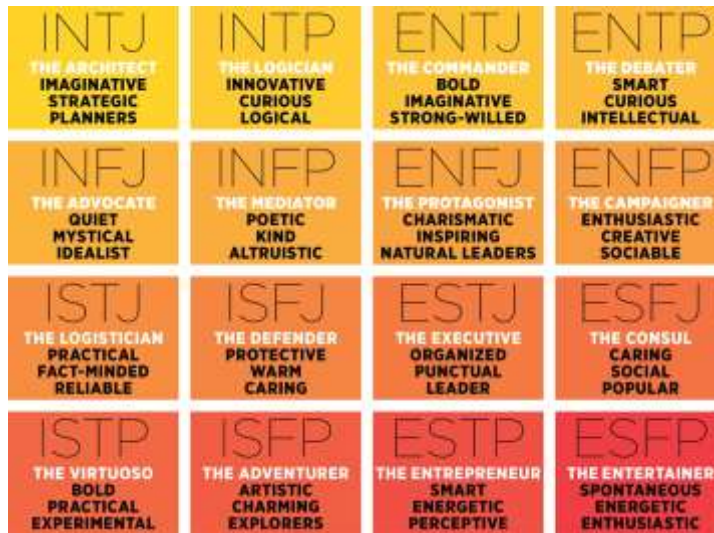 INTJ
THE ARCHITECT
IMAGINATIVE
STRATEGIC
PLANNERS
INTP
THE LOGICIAN
INNOVATIVE
CURIOUS
LOGICAL
ENTJ
THE COMMANDER
BOLD
IMAGINATIVE
STRONG-WILLED
ENTP
THE DEBATER
SMART
CURIOUS
INTELLECTUAL
INFJ
THE ADVOCATE
QUIET
MYSTICAL
IDEALIST
INFP
THE MEDIATOR
POETIC
KIND
ALTRUISTIC
ENFJ
THE PROTAGONIST
CHARISMATIC
INSPIRING
NATURAL LEADERS
ENFP
THE CAMPAIGNER
ENTHUSIASTIC
CREATIVE
SOCIABLE
ISTJ
THE LOGISTICIAN
PRACTICAL
FACT-MINDED
RELIABLE
ISFJ
THE DEFENDER
PROTECTIVE
WARM
CARING
ESTJ
THE EXECUTIVE
ORGANIZED
PUNCTUAL
LEADER
ESFJ
THE CONSUL
CARING
SOCIAL
POPULAR
ISTP
THE VIRTUOSO
BOLD
PRACTICAL
EXPERIMENTAL
ISFP
THE ADVENTURER
ARTISTIC
CHARMING
EXPLORERS
ESTP
THE ENTREPRENEUR
SMART
ENERGETIC
PERCEPTIVE
ESFP
THE ENTERTAINER
SPONTANEOUS
ENERGETIC
ENTHUSIASTIC